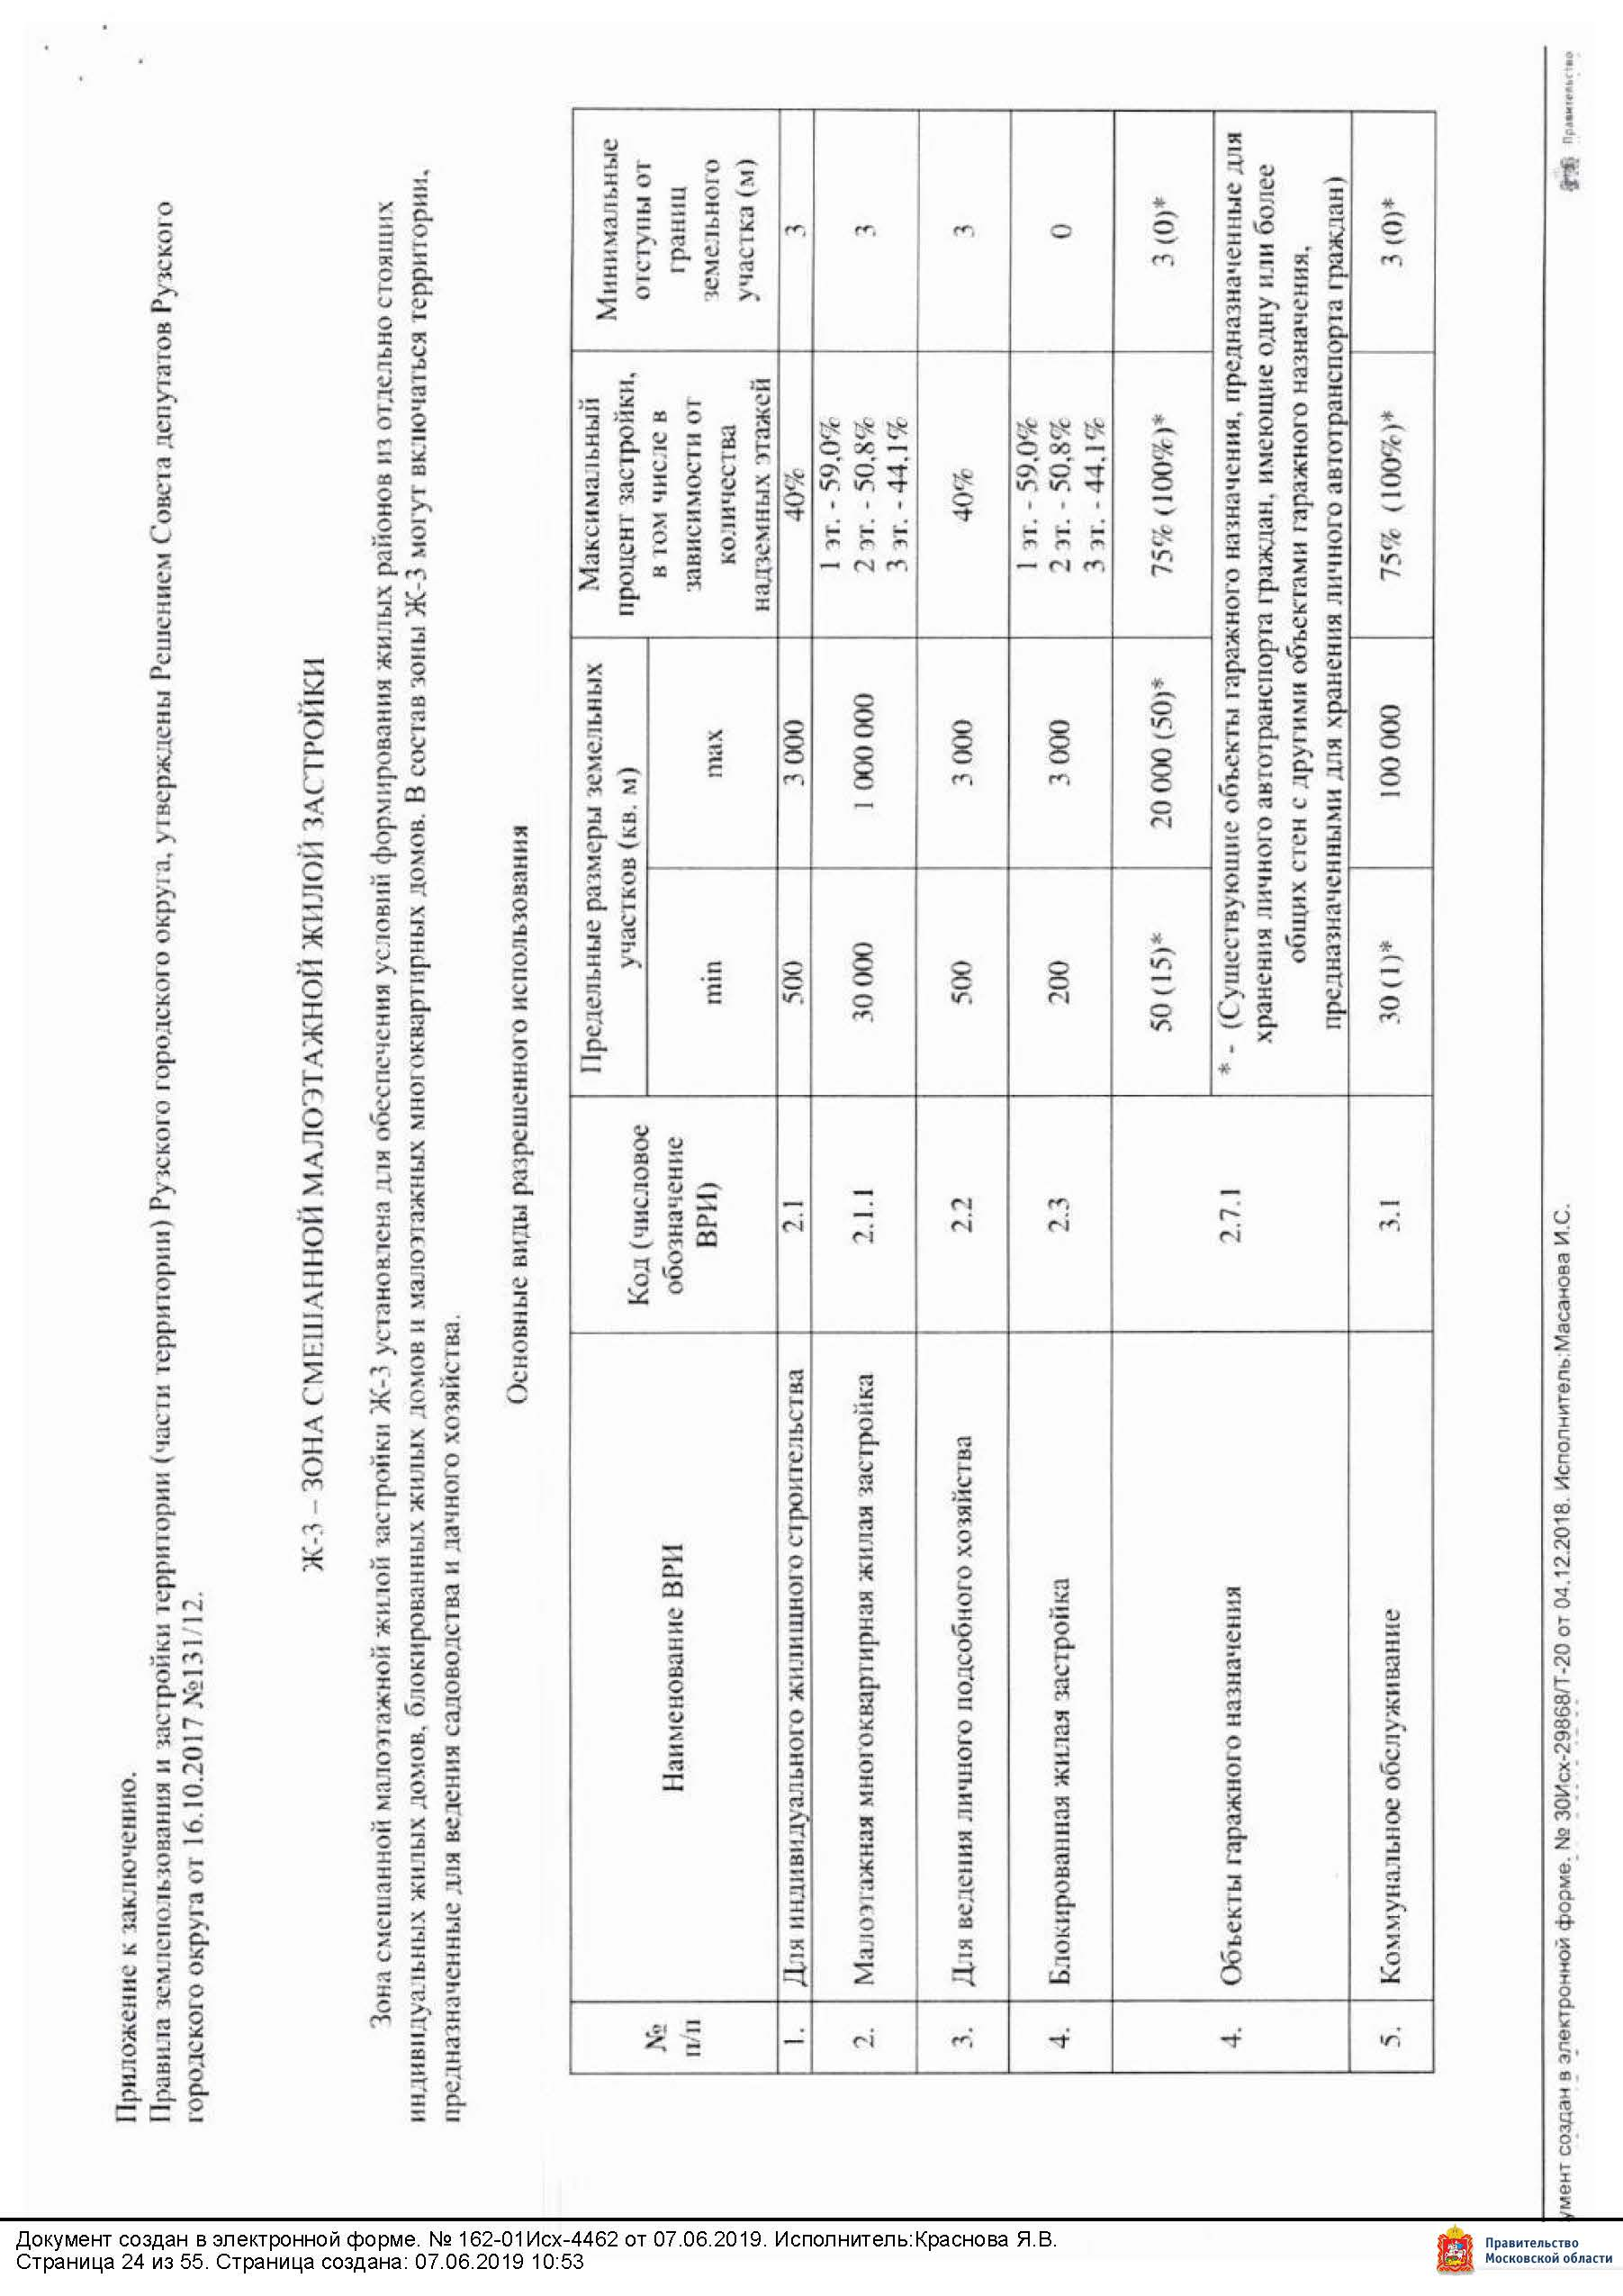 Приложение к заключению.
Правила землепользования и застройки территории (части территории) Рузского городского округа, утверждены Решением Совета депутатов Рузского
городского округа от 16.10.2017 №131/12.
Ж-3 – ЗОНА СМЕШАННОЙ МАЛОЭТАЖНОЙ ЖИЛОЙ ЗАСТРОЙКИ
Зона смешанной малоэтажной жилой застройки Ж-3 установлена для обеспечения условий формирования жилых районов из отдельно стоящих
индивидуальных жилых домов, блокированных жилых домов и малоэтажных многоквартирных домов. В состав зоны Ж-3 могут включаться территории,
предназначенные для ведения садоводства и дачного хозяйства.
Основные виды разрешенного использования
№
п/п
Наименование ВРИ
Код (числовое
обозначение
ВРИ)
Предельные размеры земельных
участков (кв. м)
min
max
Максимальный
процент застройки,
в том числе в
зависимости от
количества
надземных этажей
Минимальные
отступы от
границ
земельного
участка (м)
1. Для индивидуального жилищного строительства 2.1 500 3 000 40% 3
2. Малоэтажная многоквартирная жилая застройка 2.1.1 30 000 1 000 000
1 эт. - 59,0%
2 эт. - 50,8%
3 эт. - 44,1%
3
3. Для ведения личного подсобного хозяйства 2.2 500 3 000 40% 3
4. Блокированная жилая застройка 2.3 200 3 000
1 эт. - 59,0%
2 эт. - 50,8%
3 эт. - 44,1%
0
4. Объекты гаражного назначения 2.7.1 50 (15)* 20 000 (50)* 75% (100%)* 3 (0)*
* - (Существующие объекты гаражного назначения, предназначенные для
хранения личного автотранспорта граждан, имеющие одну или более
общих стен с другими объектами гаражного назначения,
предназначенными для хранения личного автотранспорта граждан)
5. Коммунальное обслуживание 3.1 30 (1)* 100 000 75% (100%)* 3 (0)*
умент создан в электронной форме. № 30Исх-29868/Т-20 от 04.12.2018. Исполнитель:Масанова И.С.
Правительство
Документ создан в электронной форме. № 162-01Исх-4462 от 07.06.2019. Исполнитель:Краснова Я.В.
Страница 24 из 55. Страница создана: 07.06.2019 10:53
Правительство
Московской области